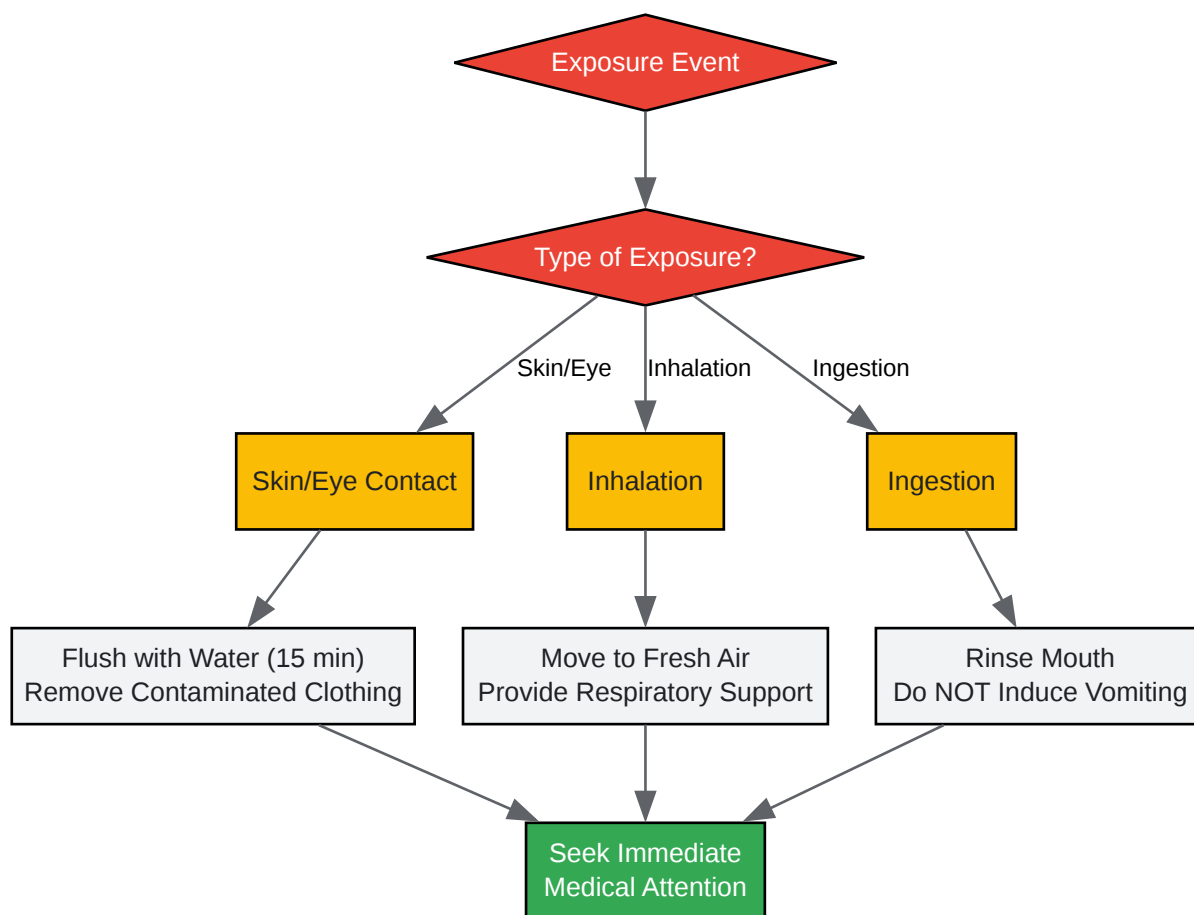 Exposure Event
Type of Exposure?
Skin/Eye
Inhalation
Ingestion
Skin/Eye Contact
Inhalation
Ingestion
Flush with Water (15 min)
Remove Contaminated Clothing
Move to Fresh Air
Provide Respiratory Support
Rinse Mouth
Do NOT Induce Vomiting
Seek Immediate
Medical Attention